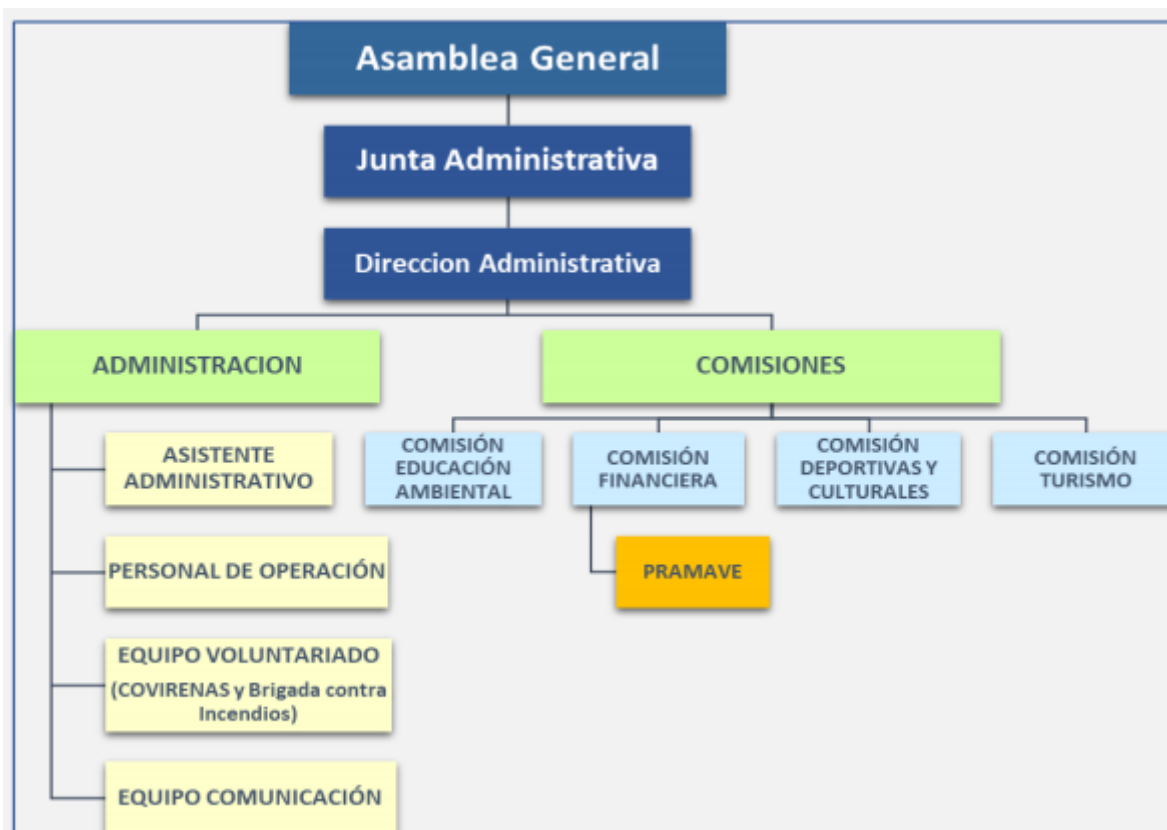 Asamblea General
Junta Administrativa
Direccion Administrativa
ADMINISTRACION
COMISIONES
ASISTENTE
ADMINISTRATIVO
COMISIÓN
EDUCACIÓN
AMBIENTAL
COMISIÓN
FINANCIERA
COMISIÓN
DEPORTIVAS Y
CULTURALES
COMISIÓN
TURISMO
PERSONAL DE OPERACIÓN
PRAMAVE
EQUIPO VOLUNTARIADO
(COVIRENAS y Brigada contra
Incendios)
EQUIPO COMUNICACIÓN